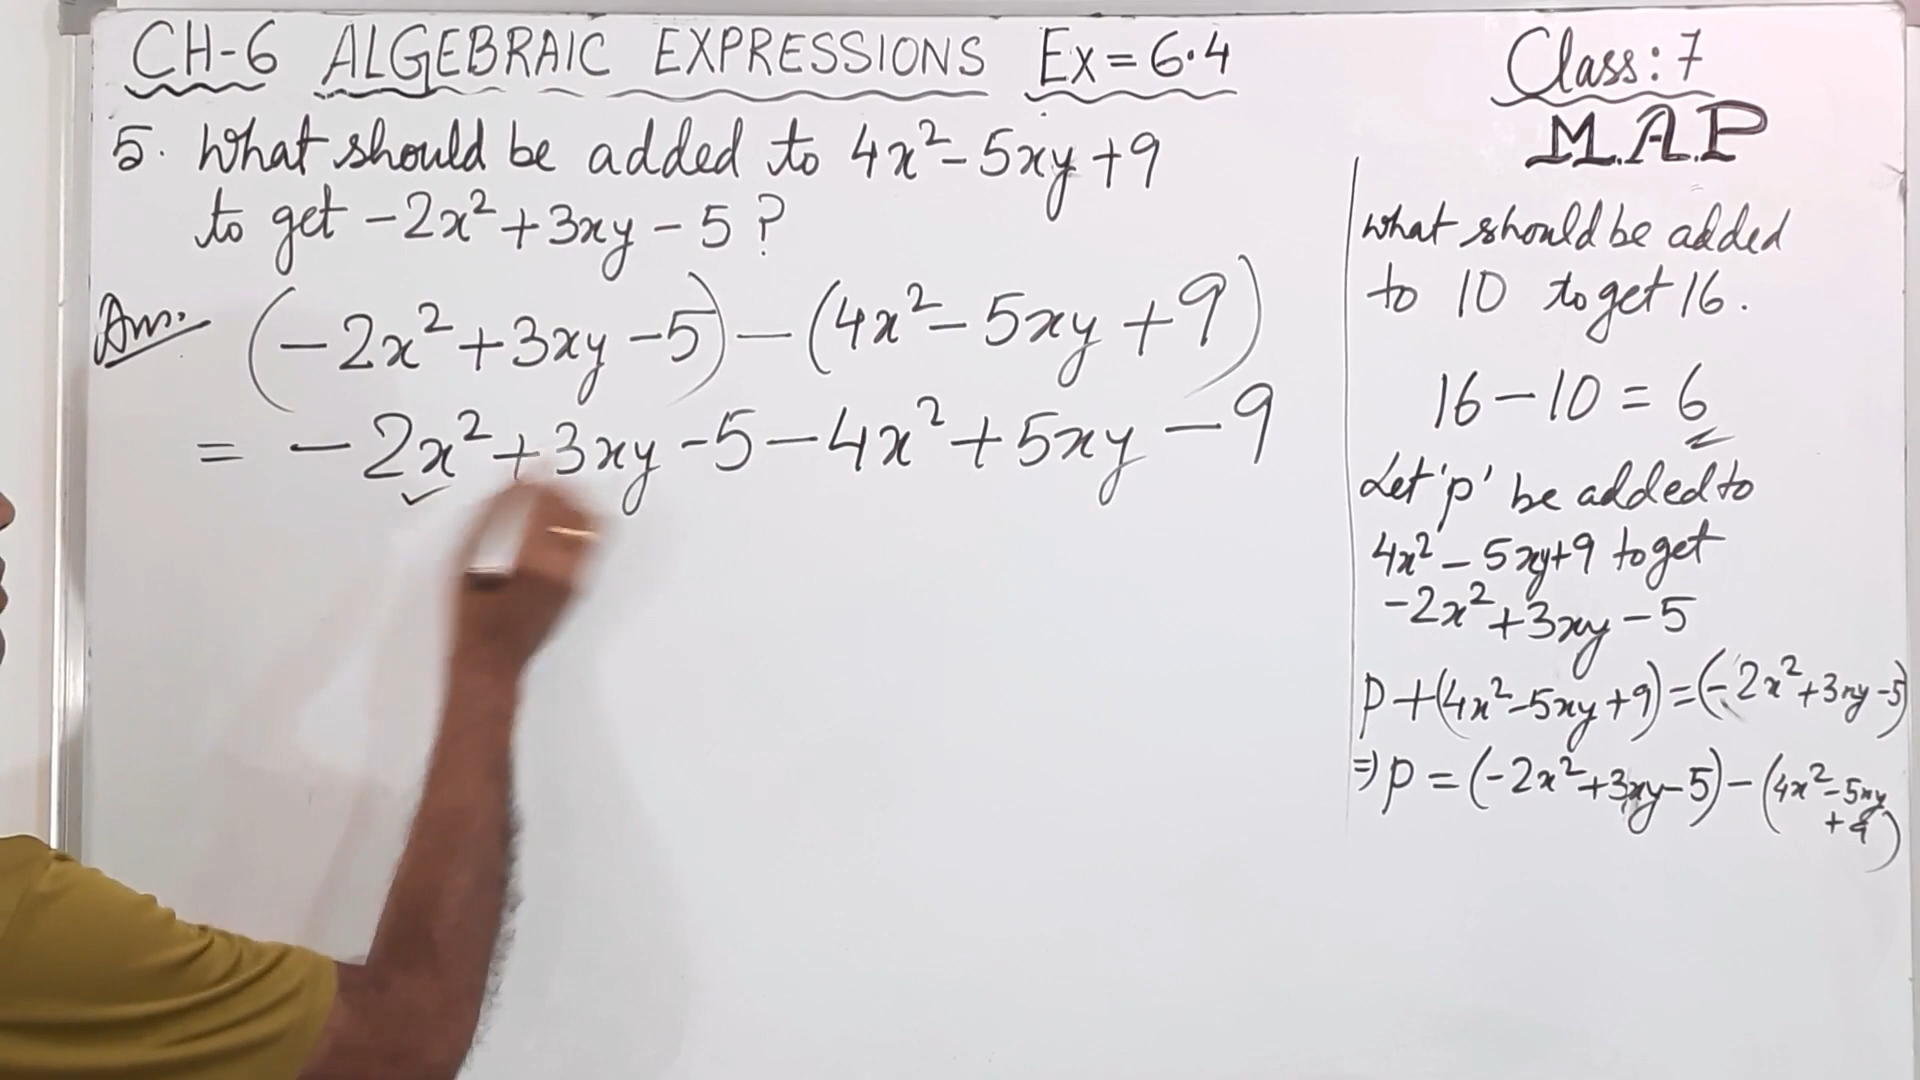 CH-6 ALGEBRAIC EXPRESSIONS Ex=6.4
5. What should be added to 4x²-5xy+9
to get -2x²+3xy-5?
Ans. (-2x²+3xy-5)-(4x²-5xy+9)
= -2x²+3xy-5-4x²+5xy-9
Class: 7
M.A.P
what should be added
to 10 to get 16.
16-10=6
Let 'p' be added to
4x²-5xy+9 to get
-2x²+3xy-5
p+(4x²-5xy+9)=(-2x²+3xy-5)
⇒p=(-2x²+3xy-5)-(4x²-5xy
+9)